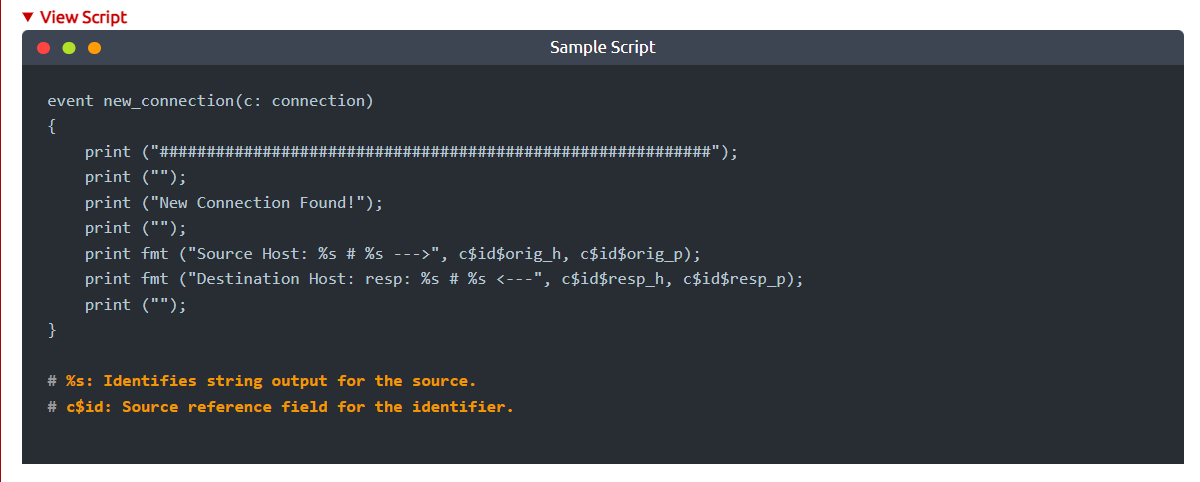 ▼ View Script
Sample Script
event new_connection(c: connection)
{
    print ("###########################################################");
    print ("");
    print ("New Connection Found!");
    print ("");
    print fmt ("Source Host: %s # %s --->", c$id$orig_h, c$id$orig_p);
    print fmt ("Destination Host: resp: %s # %s <---", c$id$resp_h, c$id$resp_p);
    print ("");
}
# %s: Identifies string output for the source.
# c$id: Source reference field for the identifier.